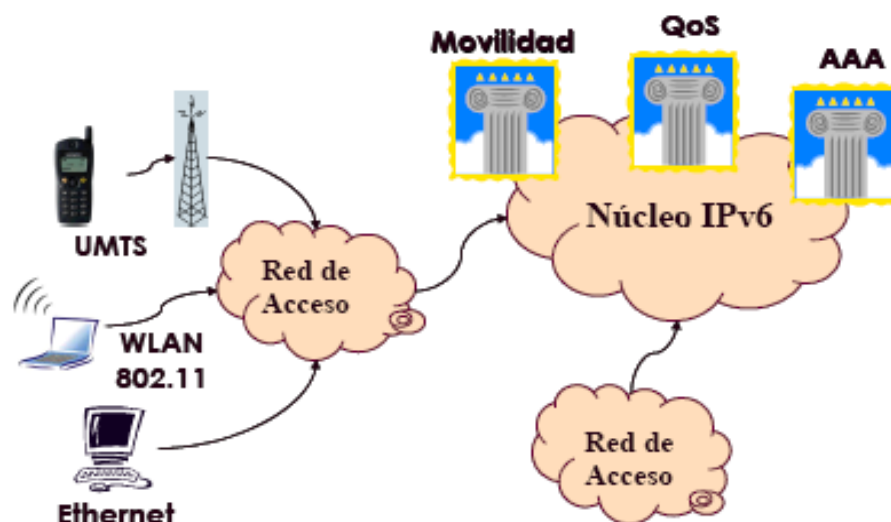 Movilidad
QoS
AAA
UMTS
Red de
Acceso
Núcleo IPv6
WLAN
802.11
Ethernet
Red de
Acceso